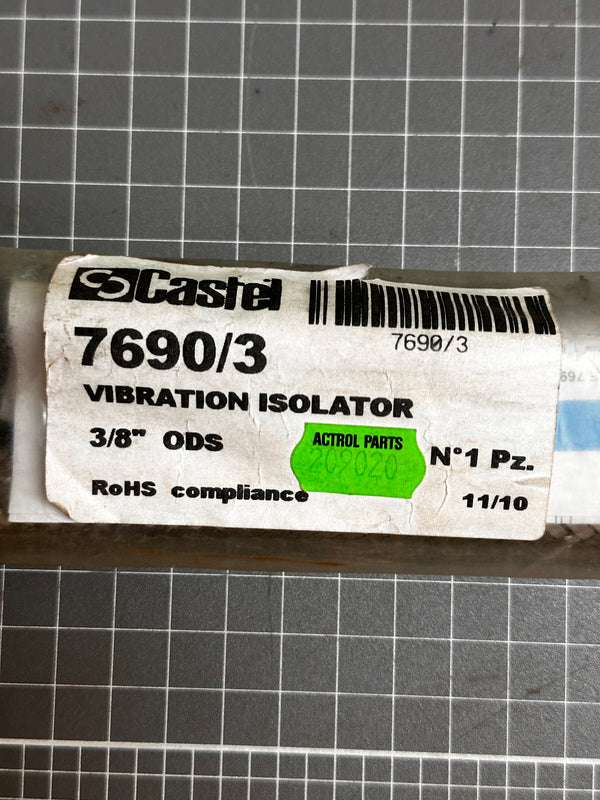 Castel
7690/3
7690/3
VIBRATION ISOLATOR
3/8" ODS
ACTROL PARTS
209020
N°1 Pz.
RoHS compliance
11/10